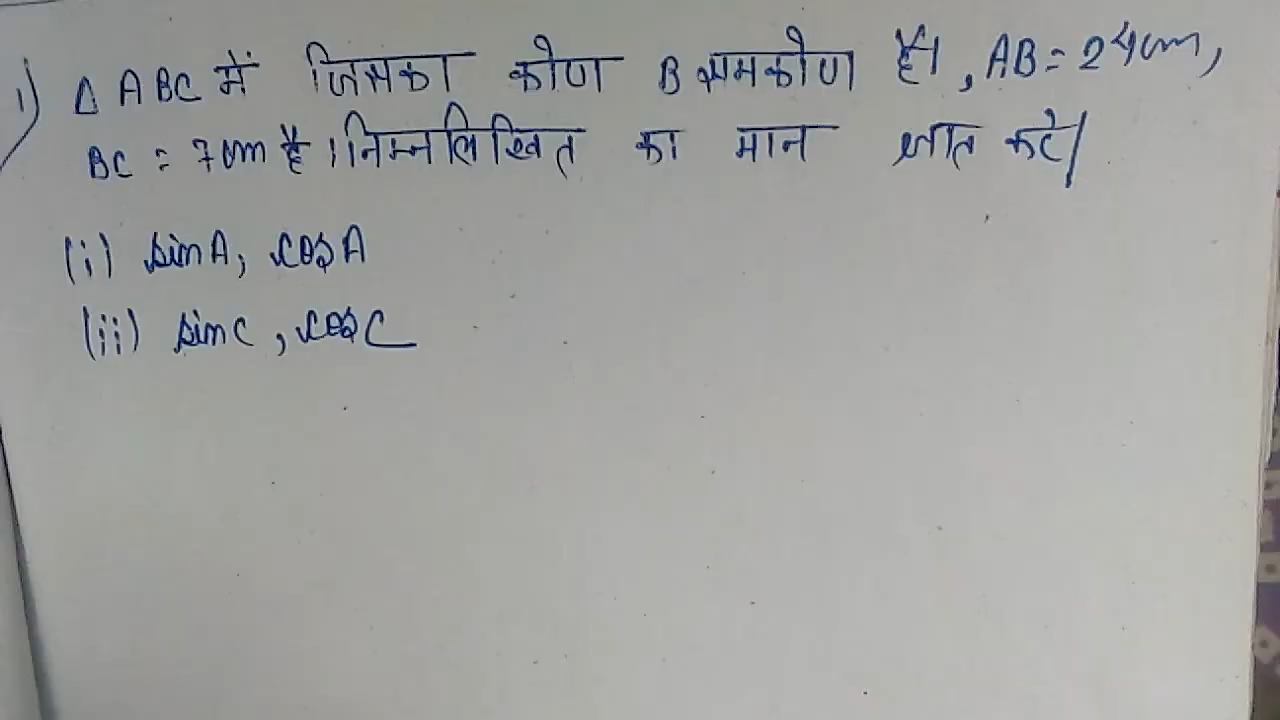 1) Δ ABC में जिसका कोण B समकोण है। , AB = 24cm,
BC = 7cm है। निम्नलिखित का मान ज्ञात करें।
(i) sinA, cosA
(ii) sinC, cosC